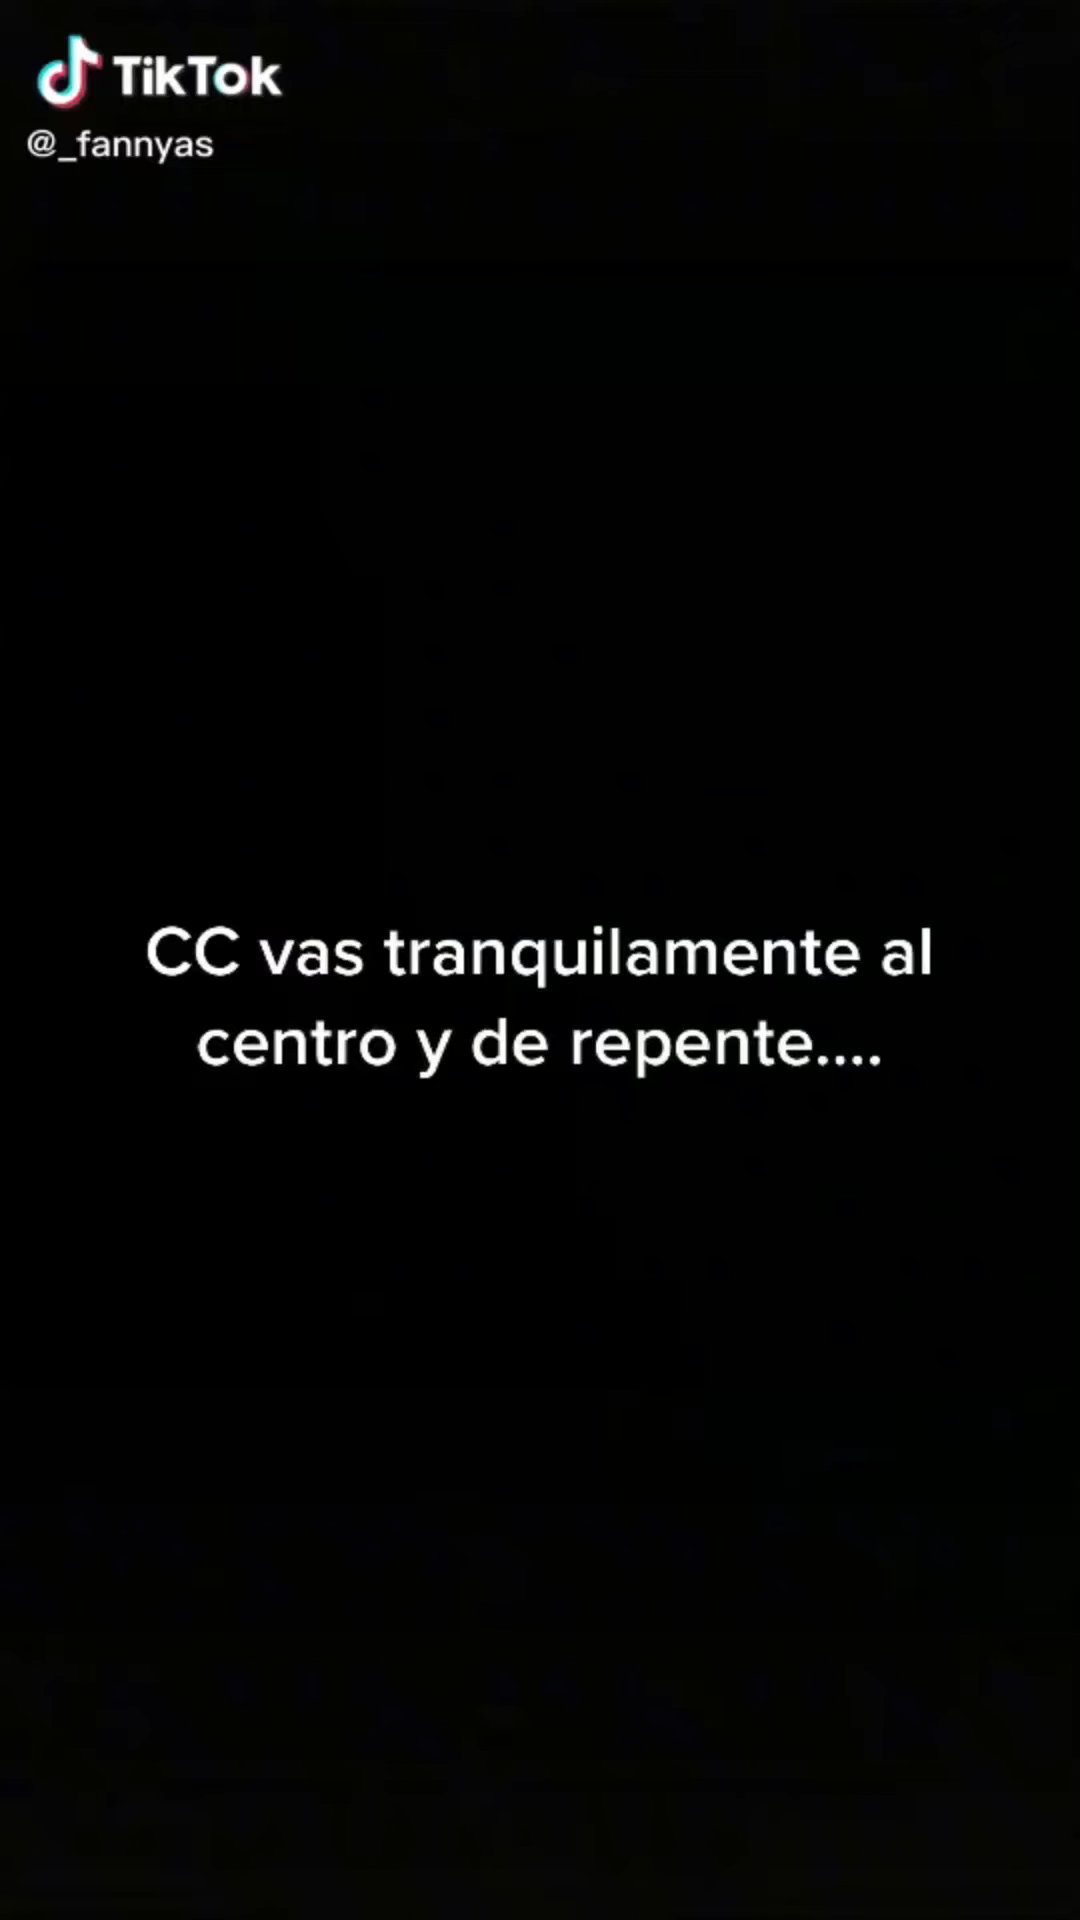 TikTok
@_fannyas
CC vas tranquilamente al
centro y de repente....